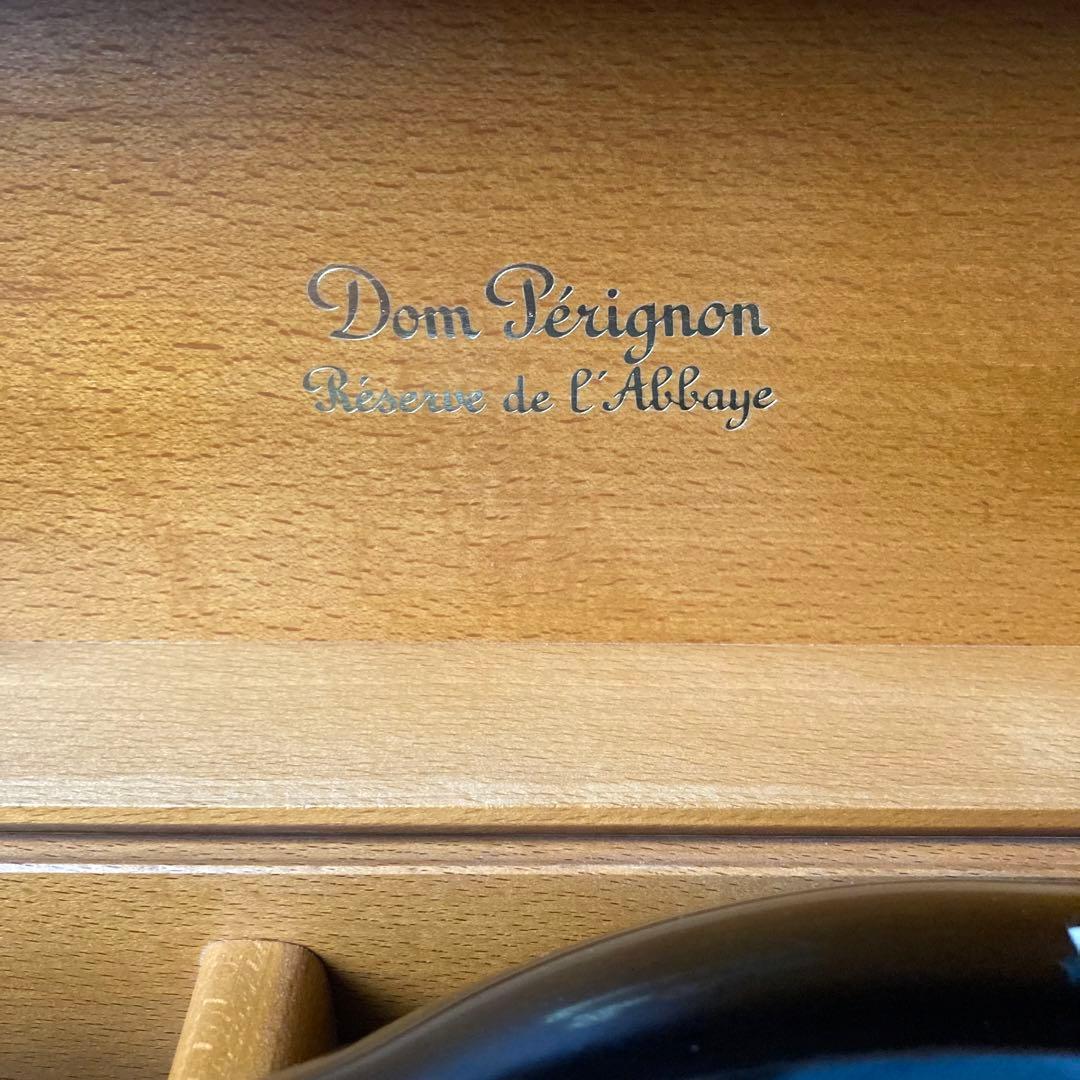 Dom Pérignon
Réserve de l'Abbaye